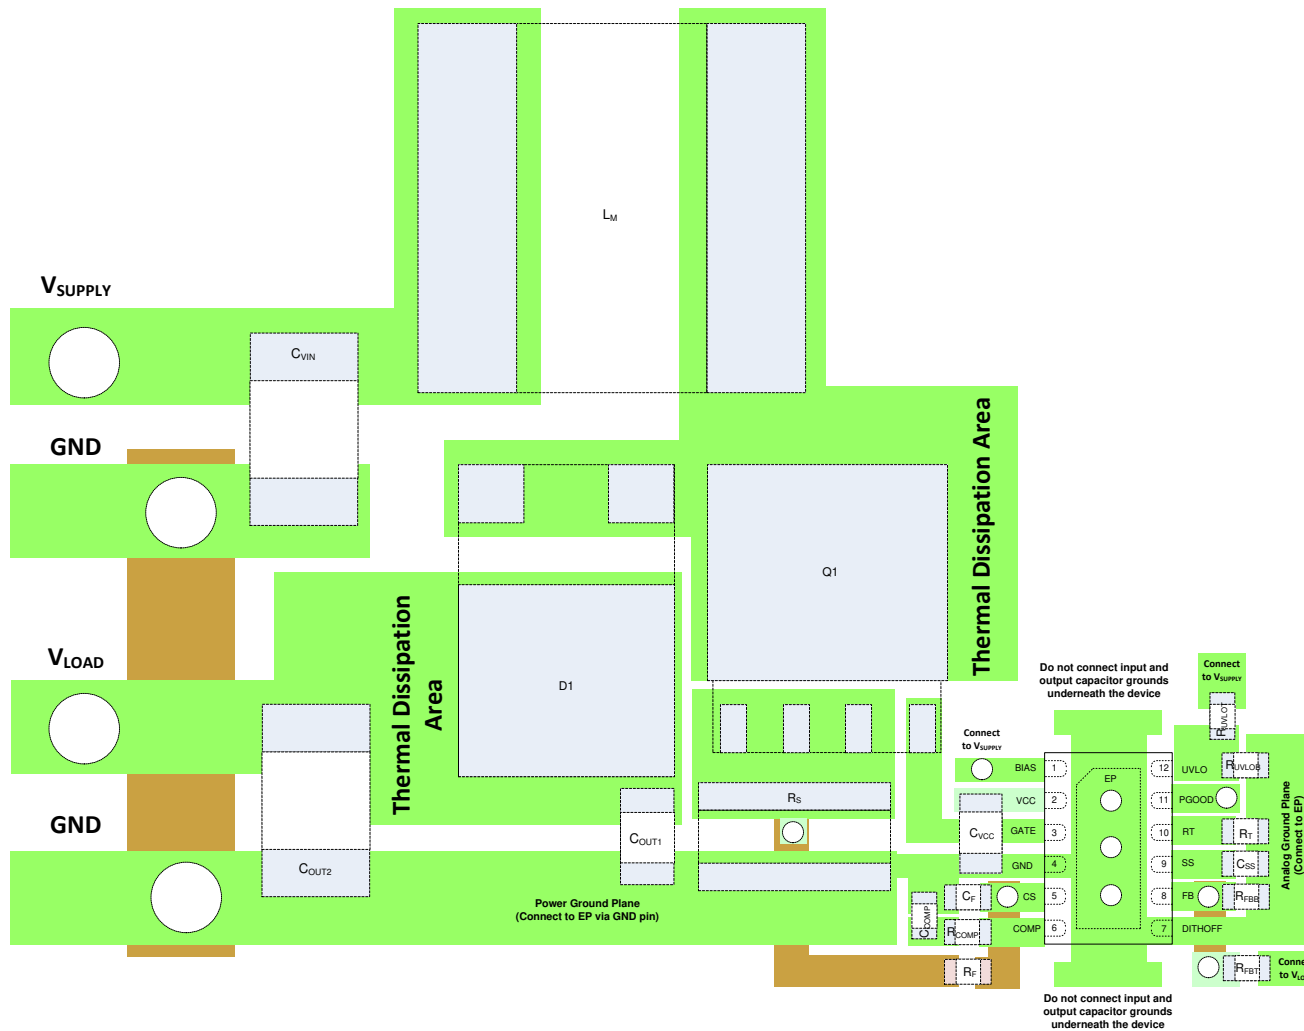 LM
VSUPPLY
CVIN
GND
Thermal Dissipation Area
Q1
VLOAD
Thermal Dissipation
Area
D1
Do not connect input and
output capacitor grounds
underneath the device
Connect
to VSUPPLY
RUVLOT
Connect
to VSUPPLY
BIAS
1
EP
12
UVLO
RUVLOB
VCC
2
11
PGOOD
RS
GND
COUT1
CVCC
GATE
3
10
RT
RT
COUT2
GND
4
9
SS
CSS
Analog Ground Plane
(Connect to EP)
Power Ground Plane
(Connect to EP via GND pin)
CF
CS
5
8
FB
RFBB
CCOMP
RCOMP
COMP
6
7
DITHOFF
RF
RFBT
Conne
to VLO
Do not connect input and
output capacitor grounds
underneath the device